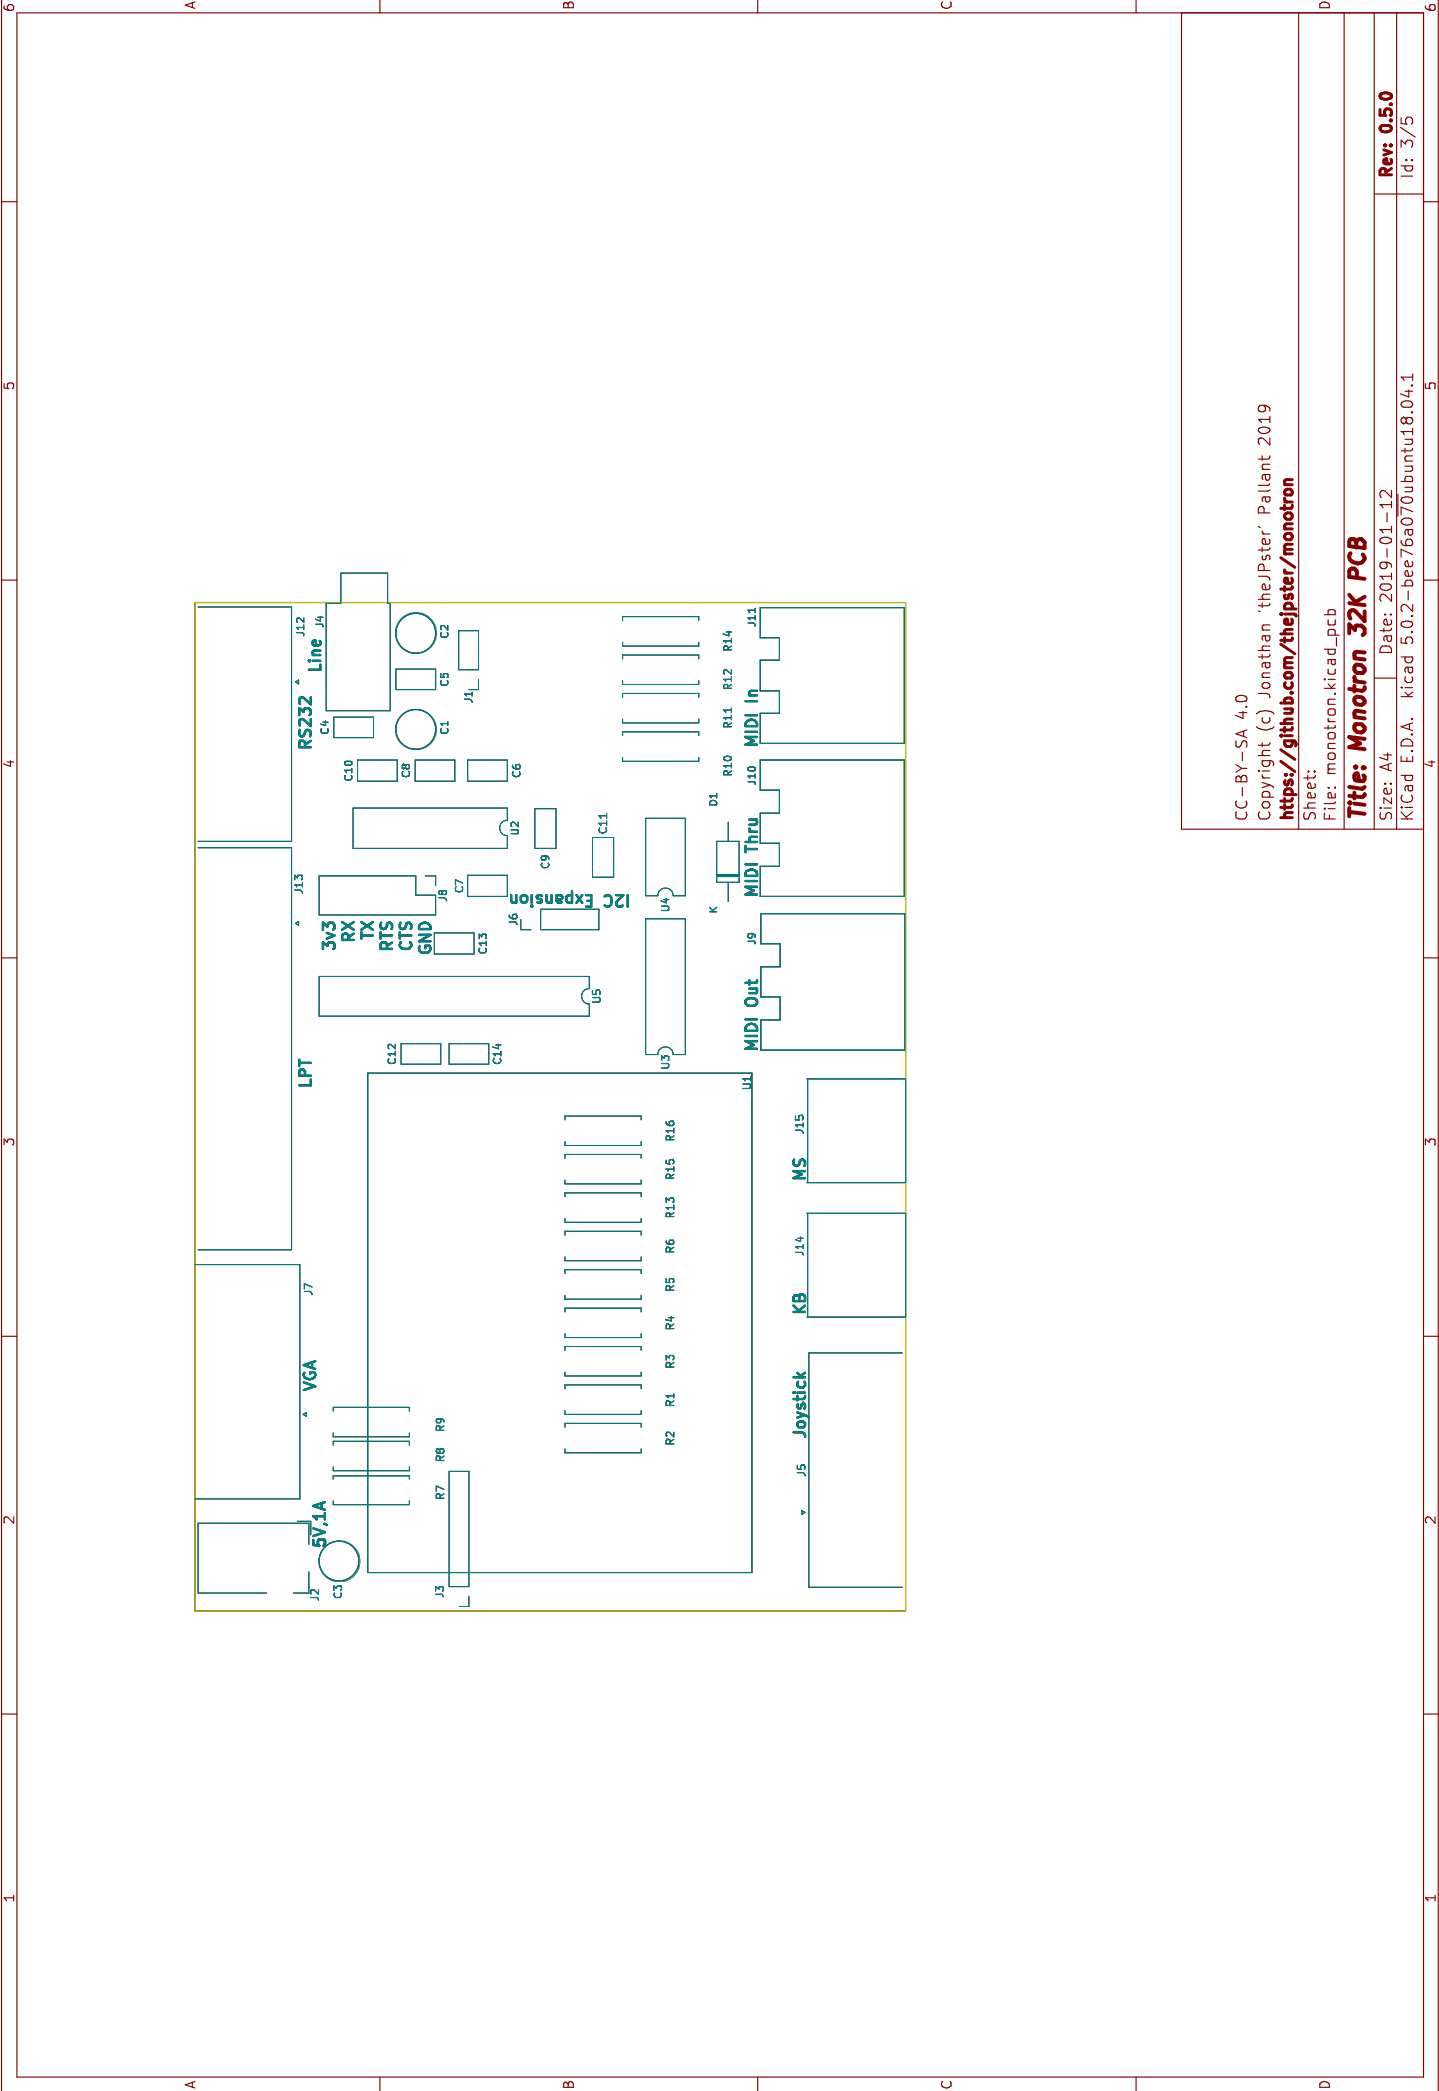 6
5
4
3
2
1
A
B
C
D
5V,1A
VGA
LPT
RS232
Line
J2
C3
J7
J13
J12
J4
R7
R8
R9
J3
3v3
RX
TX
RTS
CTS
GND
J8
C13
C12
C14
U5
C10
C8
C6
C4
C1
C5
C2
J1
U2
C7
C9
C11
J6
I2C Expansion
U4
U3
U1
D1
K
R2
R1
R3
R4
R5
R6
R13
R15
R16
R10
R11
R12
R14
Joystick
J5
KB
J14
MS
J15
MIDI Out
J9
MIDI Thru
J10
MIDI In
J11
CC-BY-SA 4.0
Copyright (c) Jonathan 'theJPster' Pallant 2019
https://github.com/thejpster/monotron
Sheet:
File: monotron.kicad_pcb
Title: Monotron 32K PCB
Size: A4 Date: 2019-01-12 Rev: 0.5.0
KiCad E.D.A. kicad 5.0.2-bee76a070ubuntu18.04.1 Id: 3/5
1
2
3
4
5
6
A
B
C
D